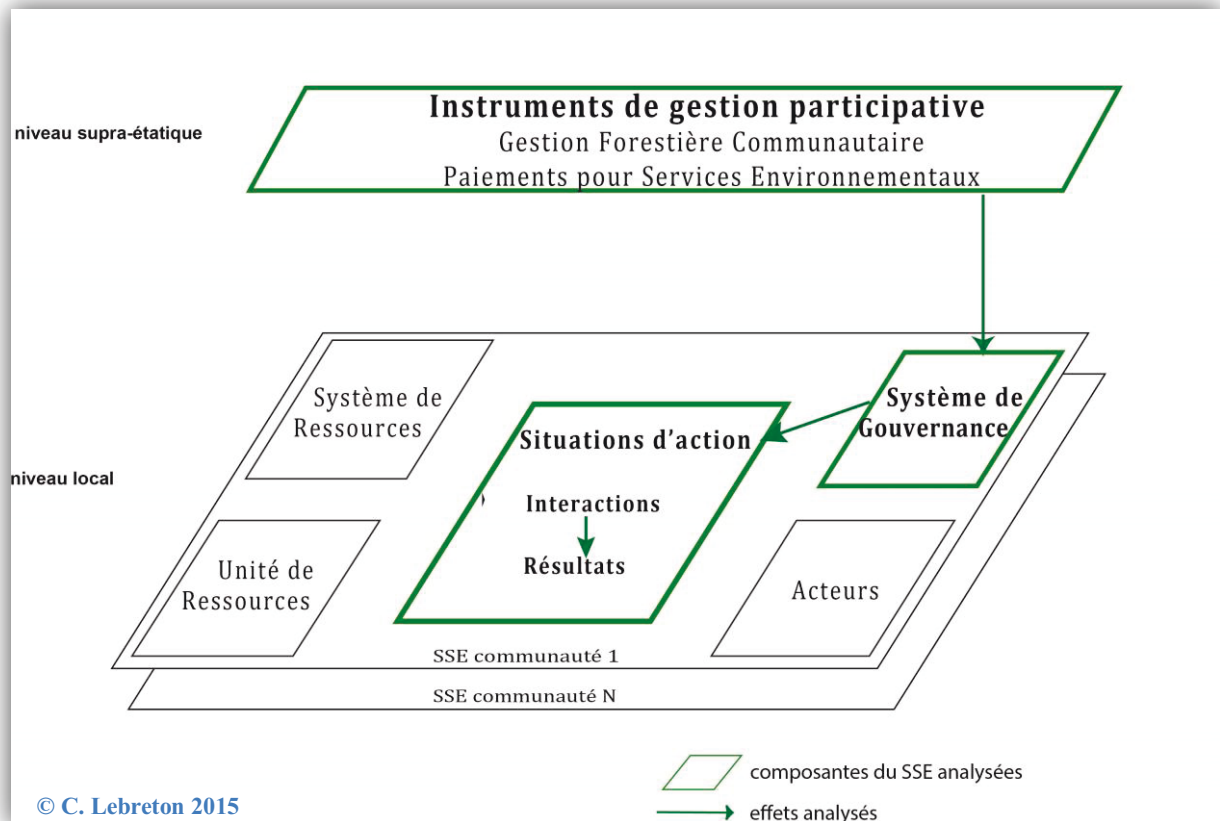 Instruments de gestion participative
niveau supra-étatique
Gestion Forestière Communautaire
Paiements pour Services Environnementaux
Système de
Ressources
Système de
Gouvernance
Situations d'action
niveau local
Interactions
Résultats
Unité de
Ressources
Acteurs
SSE communauté 1
SSE communauté N
composantes du SSE analysées
effets analysés
© C. Lebreton 2015